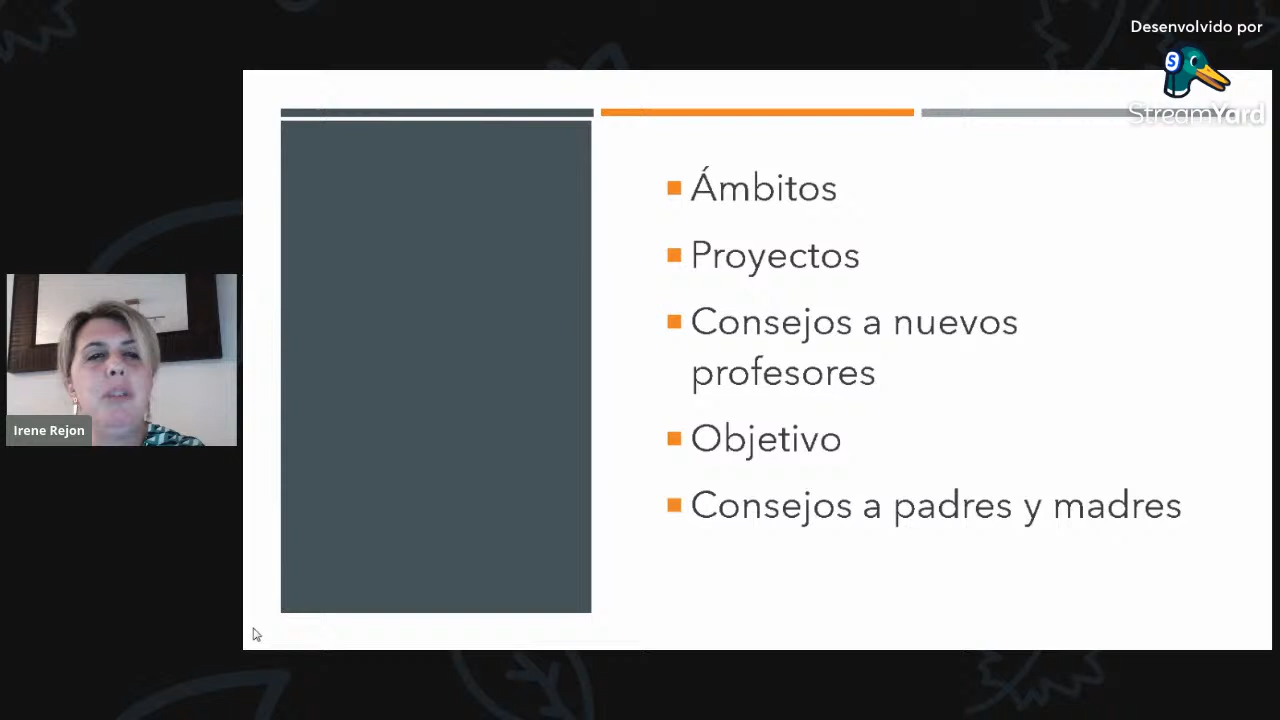 Desenvolvido por
S
StreamYard
Ámbitos
Proyectos
Consejos a nuevos
profesores
Objetivo
Consejos a padres y madres
Irene Rejon